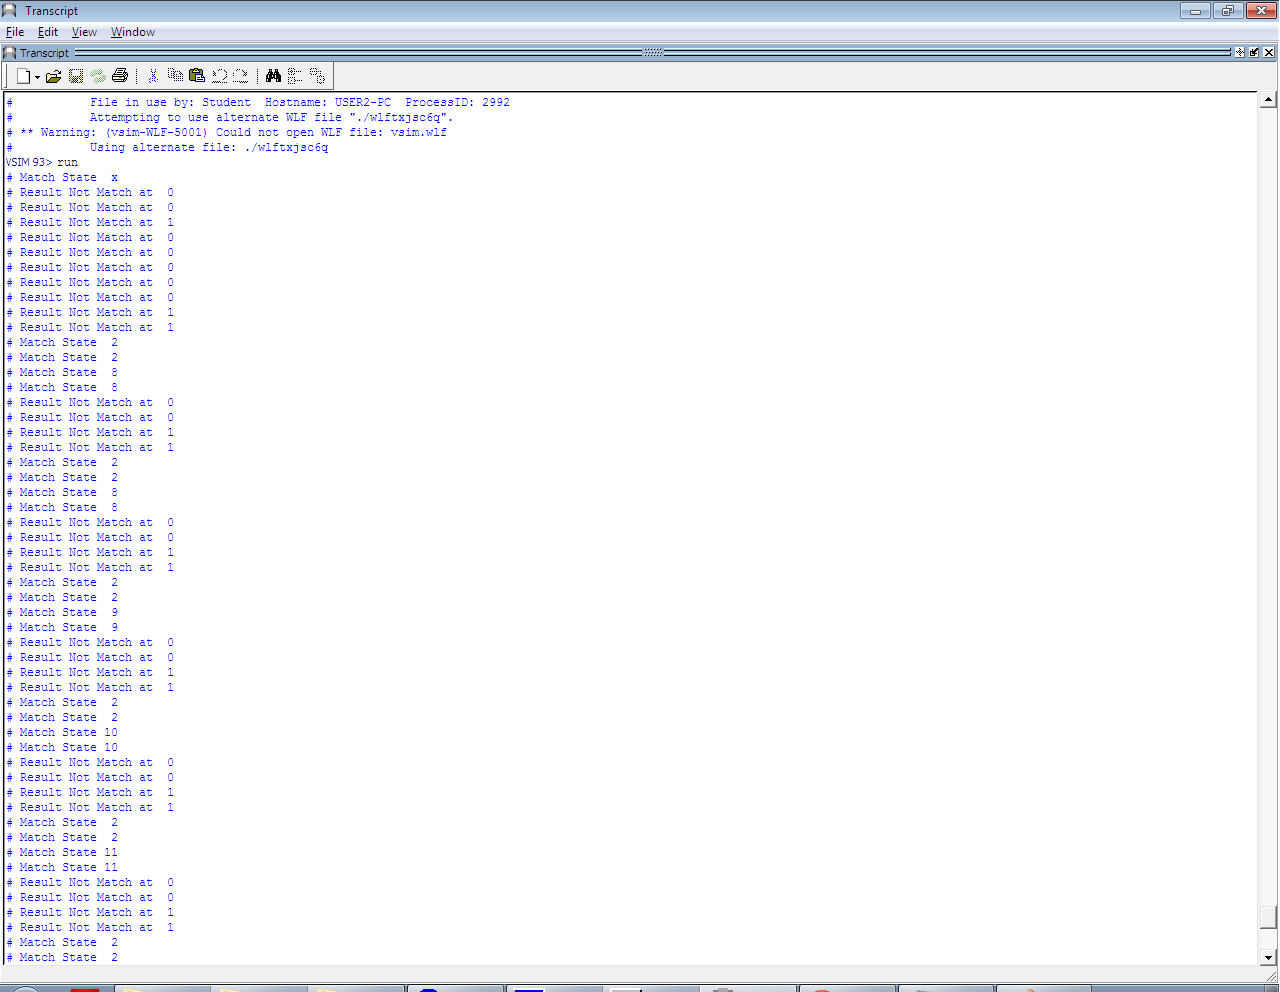 Transcript
File Edit View Window
Transcript
# File in use by: Student Hostname: USER2-PC ProcessID: 2992
# Attempting to use alternate WLF file "./wlftxjsc6q".
# ** Warning: (vsim-WLF-5001) Could not open WLF file: vsim.wlf
# Using alternate file: ./wlftxjsc6q
VSIM 93> run
# Match State x
# Result Not Match at 0
# Result Not Match at 0
# Result Not Match at 1
# Result Not Match at 0
# Result Not Match at 0
# Result Not Match at 0
# Result Not Match at 0
# Result Not Match at 0
# Result Not Match at 1
# Result Not Match at 1
# Match State 2
# Match State 2
# Match State 8
# Match State 8
# Result Not Match at 0
# Result Not Match at 0
# Result Not Match at 1
# Result Not Match at 1
# Match State 2
# Match State 2
# Match State 8
# Match State 8
# Result Not Match at 0
# Result Not Match at 0
# Result Not Match at 1
# Result Not Match at 1
# Match State 2
# Match State 2
# Match State 9
# Match State 9
# Result Not Match at 0
# Result Not Match at 0
# Result Not Match at 1
# Result Not Match at 1
# Match State 2
# Match State 2
# Match State 10
# Match State 10
# Result Not Match at 0
# Result Not Match at 0
# Result Not Match at 1
# Result Not Match at 1
# Match State 2
# Match State 2
# Match State 11
# Match State 11
# Result Not Match at 0
# Result Not Match at 0
# Result Not Match at 1
# Result Not Match at 1
# Match State 2
# Match State 2